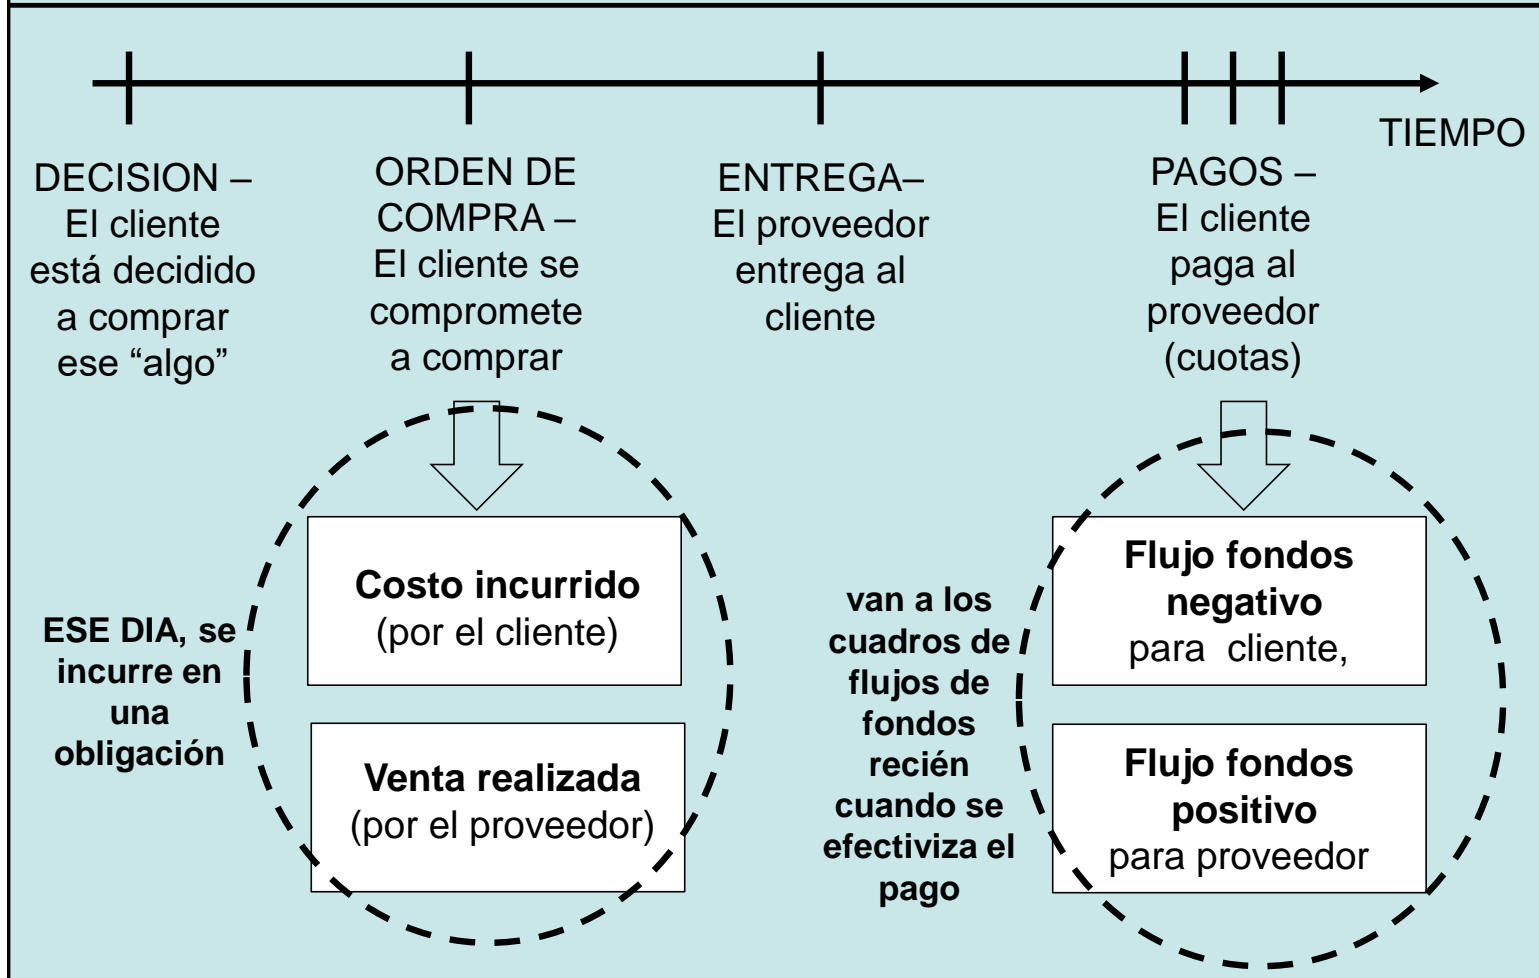 TIEMPO
DECISION –
El cliente
está decidido
a comprar
ese “algo”
ORDEN DE
COMPRA –
El cliente se
compromete
a comprar
ENTREGA–
El proveedor
entrega al
cliente
PAGOS –
El cliente
paga al
proveedor
(cuotas)
ESE DIA, se
incurre en
una
obligación
Costo incurrido
(por el cliente)
Venta realizada
(por el proveedor)
van a los
cuadros de
flujos de
fondos
recién
cuando se
efectiviza el
pago
Flujo fondos
negativo
para cliente,
Flujo fondos
positivo
para proveedor